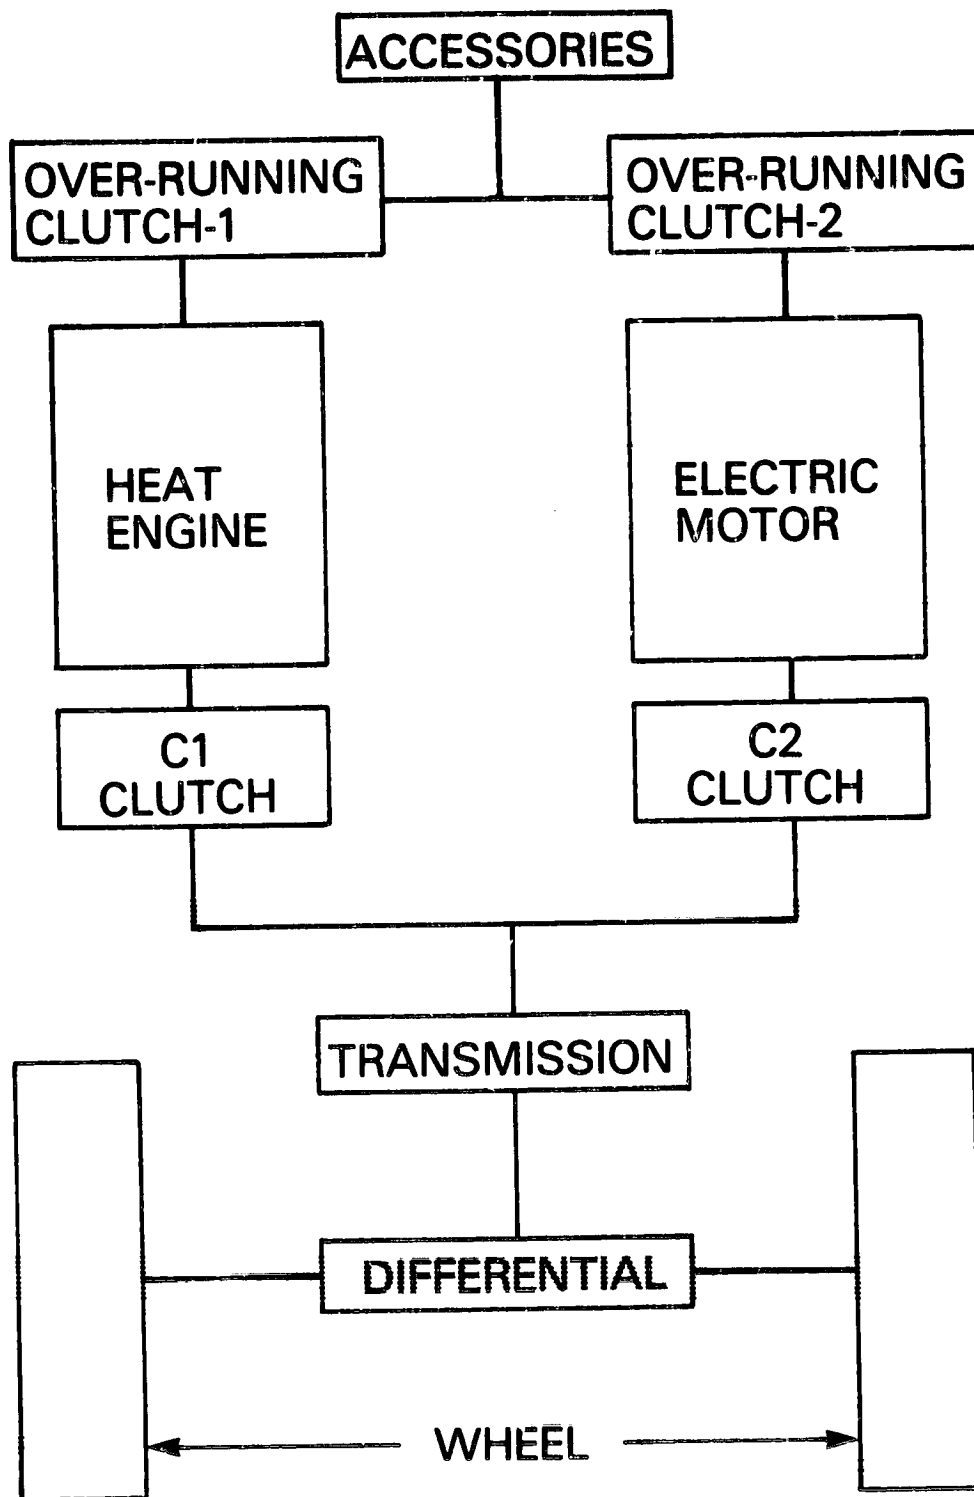 ACCESSORIES
OVER-RUNNING
CLUTCH-1
OVER-RUNNING
CLUTCH-2
HEAT
ENGINE
ELECTRIC
MOTOR
C1
CLUTCH
C2
CLUTCH
TRANSMISSION
DIFFERENTIAL
WHEEL